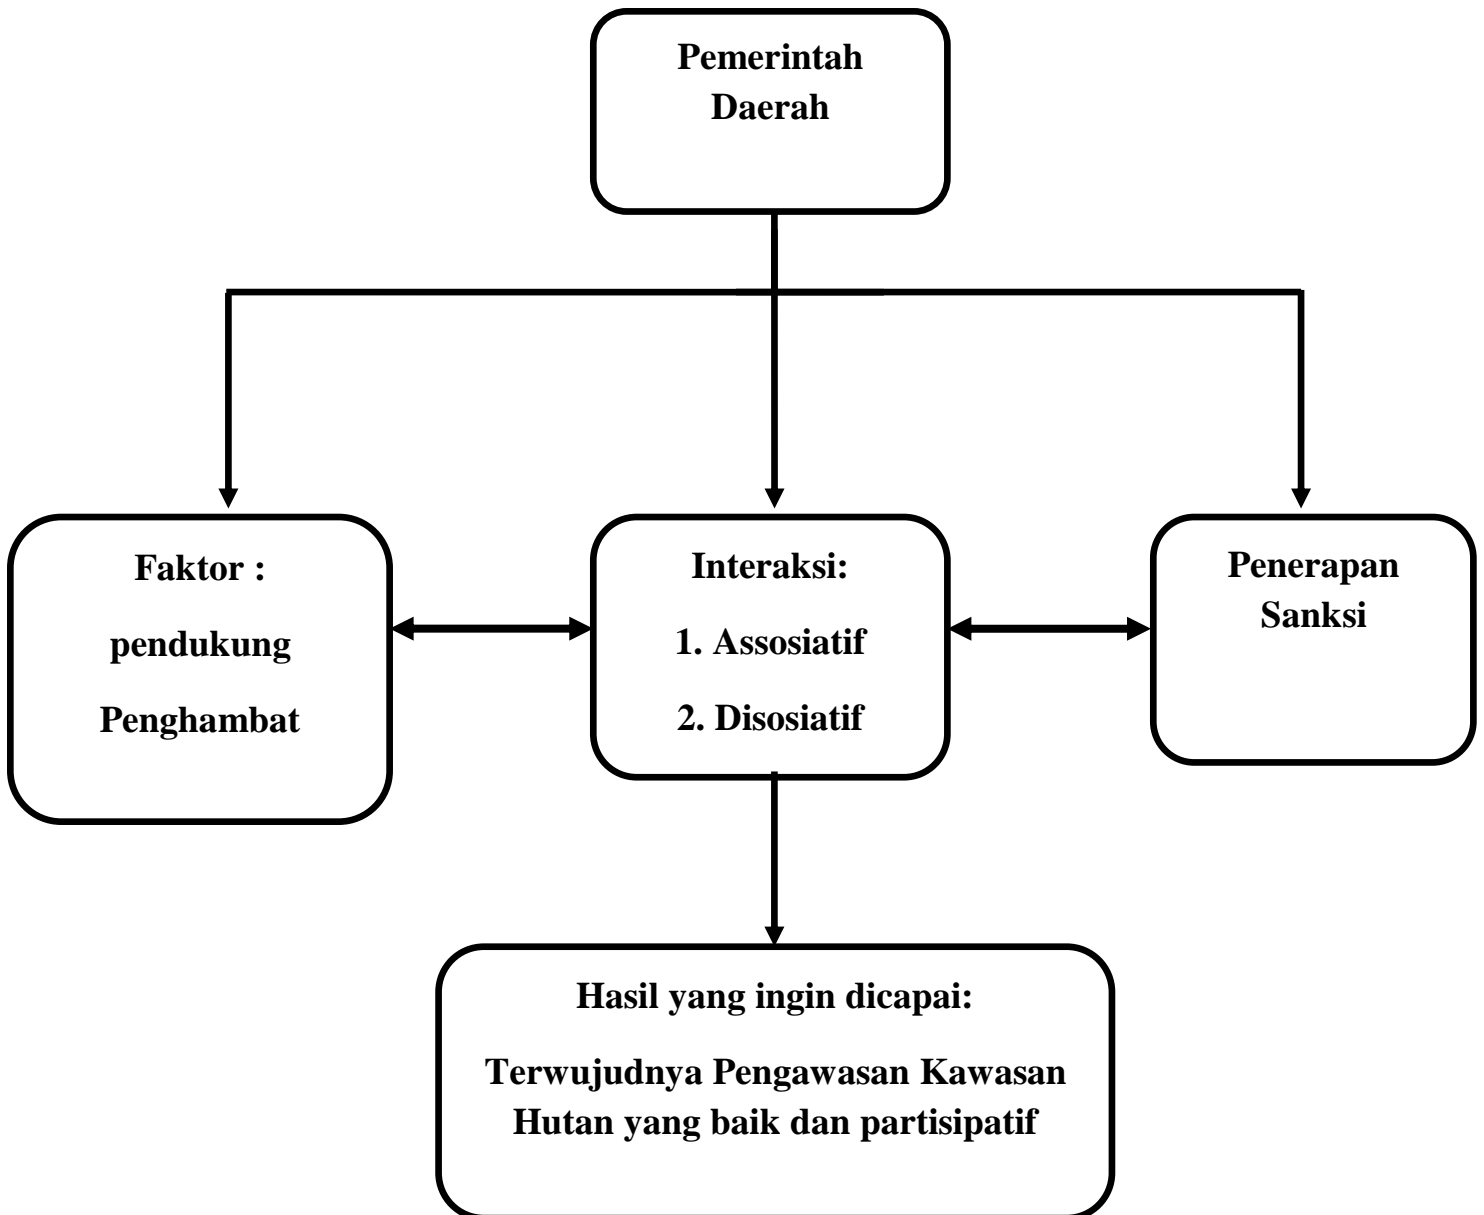 Pemerintah
Daerah
Faktor :
pendukung
Penghambat
Interaksi:
1. Assosiatif
2. Disosiatif
Penerapan
Sanksi
Hasil yang ingin dicapai:
Terwujudnya Pengawasan Kawasan
Hutan yang baik dan partisipatif